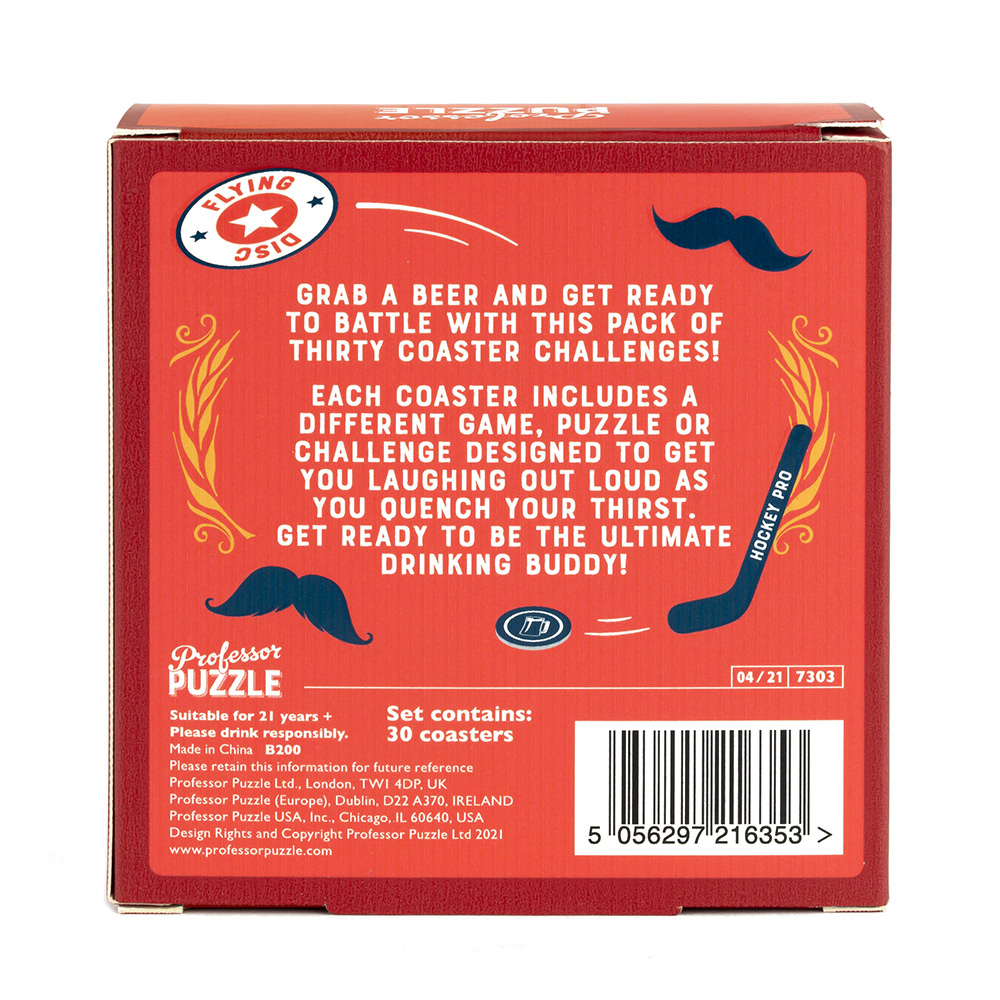 Professor
PUZZLE
FLYING
DISC
GRAB A BEER AND GET READY
TO BATTLE WITH THIS PACK OF
THIRTY COASTER CHALLENGES!
EACH COASTER INCLUDES A
DIFFERENT GAME, PUZZLE OR
CHALLENGE DESIGNED TO GET
YOU LAUGHING OUT LOUD AS
YOU QUENCH YOUR THIRST.
GET READY TO BE THE ULTIMATE
DRINKING BUDDY!
HOCKEY PRO
Professor
PUZZLE
04/21 7303
Suitable for 21 years +
Please drink responsibly.
Made in China B200
Please retain this information for future reference
Professor Puzzle Ltd., London, TW1 4DP, UK
Professor Puzzle (Europe), Dublin, D22 A370, IRELAND
Professor Puzzle USA, Inc., Chicago, IL 60640, USA
Design Rights and Copyright Professor Puzzle Ltd 2021
www.professorpuzzle.com
Set contains:
30 coasters
5 056297 216353 >